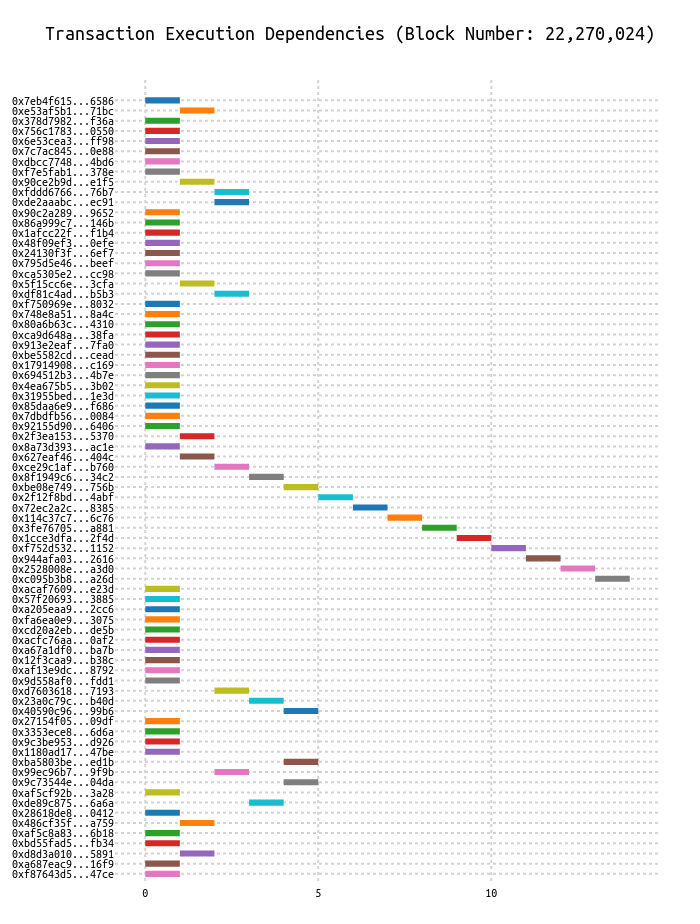 Transaction Execution Dependencies (Block Number: 22,270,024)
0x7eb4f615...6586
0xe53af5b1...71bc
0x378d7982...f36a
0x756c1783...0550
0x6e53cea3...ff98
0x7c7ac845...0e88
0xdbcc7748...4bd6
0xf7e5fab1...378e
0x90ce2b9d...e1f5
0xfddd6766...76b7
0xde2aaabc...ec91
0x90c2a289...9652
0x86a999c7...146b
0x1afcc22f...f1b4
0x48f09ef3...0efe
0x24130f3f...6ef7
0x795d5e46...beef
0xca5305e2...cc98
0x5f15cc6e...3cfa
0xdf81c4ad...b5b3
0xf750969e...8032
0x748e8a51...8a4c
0x80a6b63c...4310
0xca9d648a...38fa
0x913e2eaf...7fa0
0xbe5582cd...cead
0x17914908...c169
0x694512b3...4b7e
0x4ea675b5...3b02
0x31955bed...1e3d
0x85daa6e9...f686
0x7dbdfb56...0084
0x92155d90...6406
0x2f3ea153...5370
0x8a73d393...ac1e
0x627eaf46...404c
0xce29c1af...b760
0x8f1949c6...34c2
0xbe08e749...756b
0x2f12f8bd...4abf
0x72ec2a2c...8385
0x114c37c7...6c76
0x3fe76705...a881
0x1cce3dfa...2f4d
0xf752d532...1152
0x944afa03...2616
0x2528008e...a3d0
0xc095b3b8...a26d
0xacaf7609...e23d
0x57f20693...3885
0xa205eaa9...2cc6
0xfa6ea0e9...3075
0xcd20a2eb...de5b
0xacfc76aa...0af2
0xa67a1df0...ba7b
0x12f3caa9...b38c
0xaf13e9dc...8792
0x9d558af0...fdd1
0xd7603618...7193
0x23a0c79c...b40d
0x40590c96...99b6
0x27154f05...09df
0x3353ece8...6d6a
0x9c3be953...d926
0x1180ad17...47be
0xba5803be...ed1b
0x99ec96b7...9f9b
0x9c73544e...04da
0xaf5cf92b...3a28
0xde89c875...6a6a
0x28618de8...0412
0x486cf35f...a759
0xaf5c8a83...6b18
0xbd55fad5...fb34
0xd8d3a010...5891
0xa687eac9...16f9
0xf87643d5...47ce
0 5 10